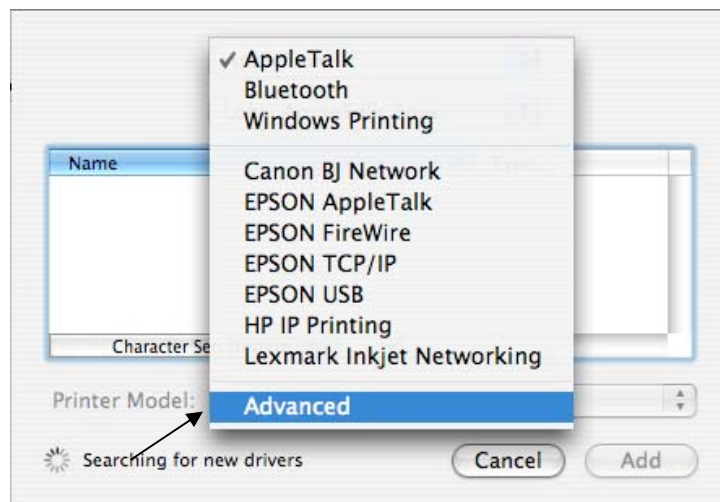 ✓ AppleTalk
Bluetooth
Windows Printing
Name
Canon BJ Network
EPSON AppleTalk
EPSON FireWire
EPSON TCP/IP
EPSON USB
HP IP Printing
Character Se
Lexmark Inkjet Networking
Printer Model:
Advanced
Searching for new drivers
Cancel
Add